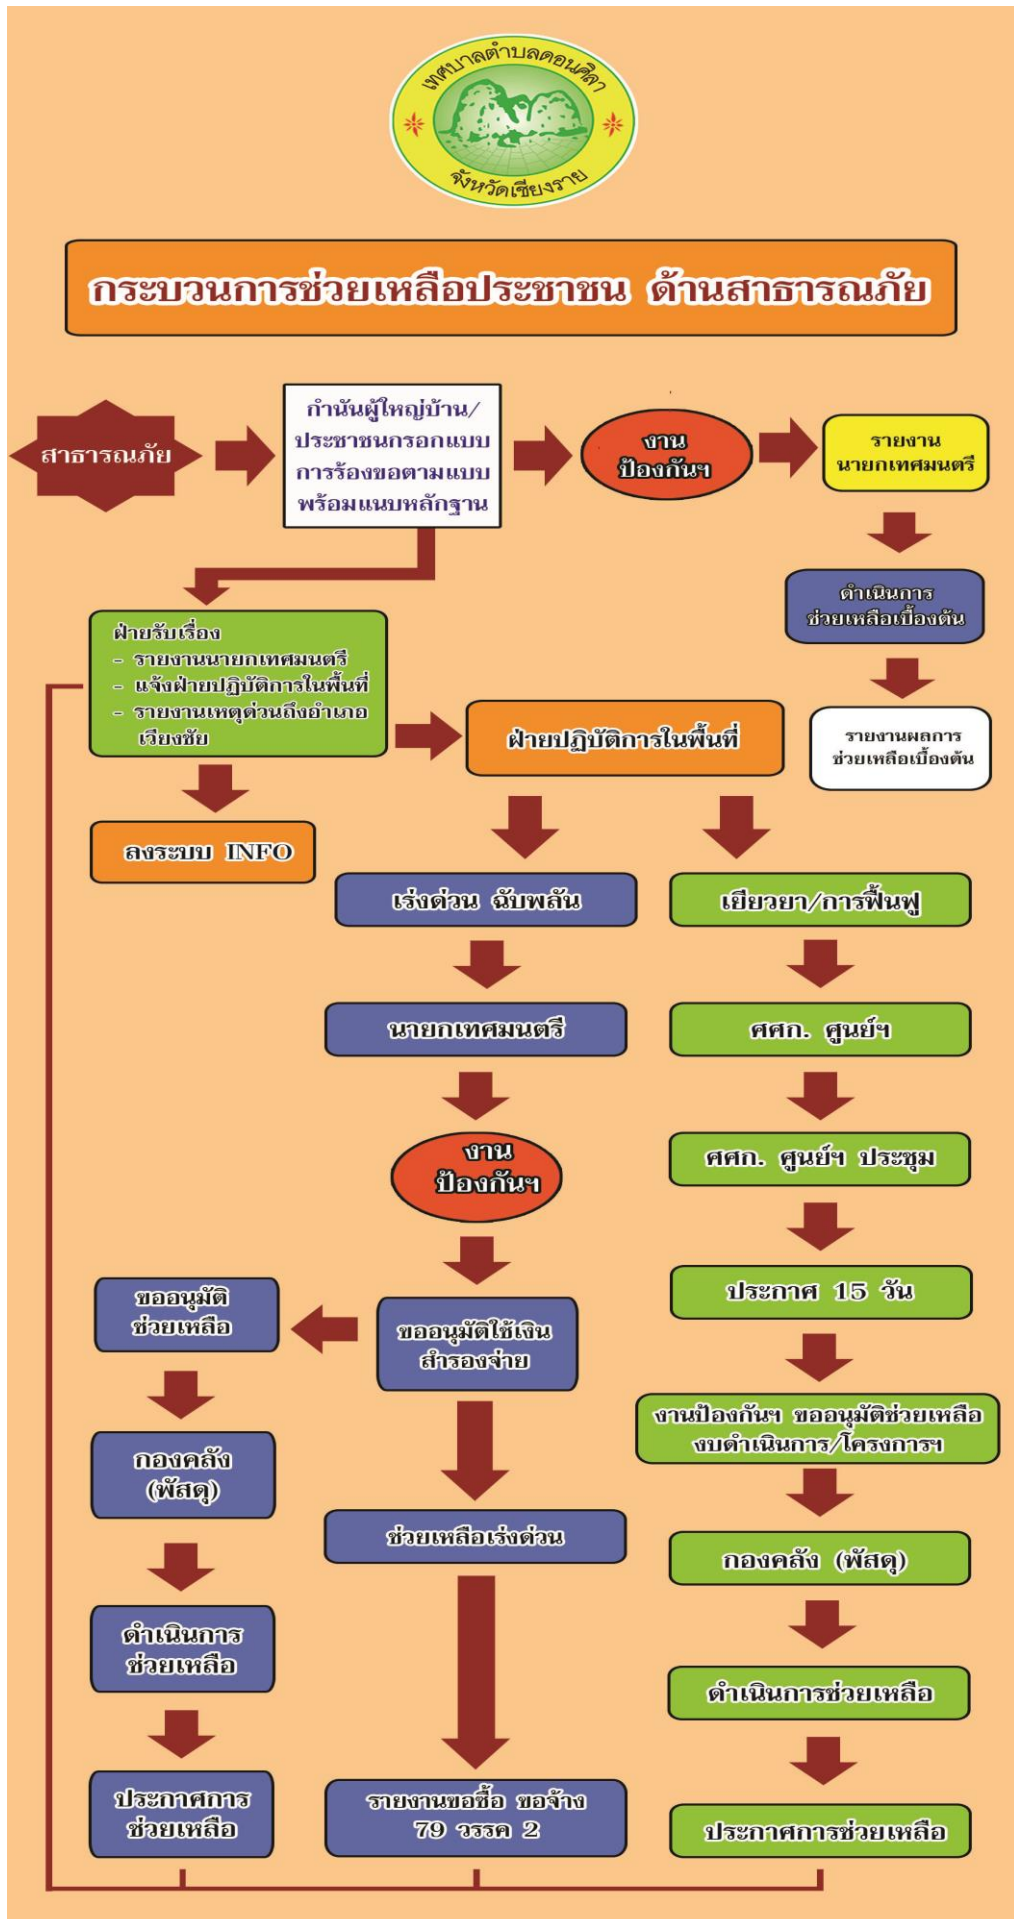 เทศบาลตำบลดอนศิลา
จังหวัดเชียงราย
กระบวนการช่วยเหลือประชาชน ด้านสาธารณภัย
สาธารณภัย
กำนันผู้ใหญ่บ้าน/
ประชาชนกรอกแบบ
การร้องขอตามแบบ
พร้อมแนบหลักฐาน
งาน
ป้องกันฯ
รายงาน
นายกเทศมนตรี
ดำเนินการ
ช่วยเหลือเบื้องต้น
รายงานผลการ
ช่วยเหลือเบื้องต้น
ฝ่ายรับเรื่อง
- รายงานนายกเทศมนตรี
- แจ้งฝ่ายปฏิบัติการในพื้นที่
- รายงานเหตุด่วนถึงอำเภอ
เวียงชัย
ฝ่ายปฏิบัติการในพื้นที่
ลงระบบ INFO
เร่งด่วน ฉับพลัน
นายกเทศมนตรี
งาน
ป้องกันฯ
ขออนุมัติใช้เงิน
สำรองจ่าย
ขออนุมัติ
ช่วยเหลือ
กองคลัง
(พัสดุ)
ดำเนินการ
ช่วยเหลือ
ประกาศการ
ช่วยเหลือ
ช่วยเหลือเร่งด่วน
รายงานขอซื้อ ขอจ้าง
79 วรรค 2
เยียวยา/การฟื้นฟู
ศศก. ศูนย์ฯ
ศศก. ศูนย์ฯ ประชุม
ประกาศ 15 วัน
งานป้องกันฯ ขออนุมัติช่วยเหลือ
งบดำเนินการ/โครงการฯ
กองคลัง (พัสดุ)
ดำเนินการช่วยเหลือ
ประกาศการช่วยเหลือ